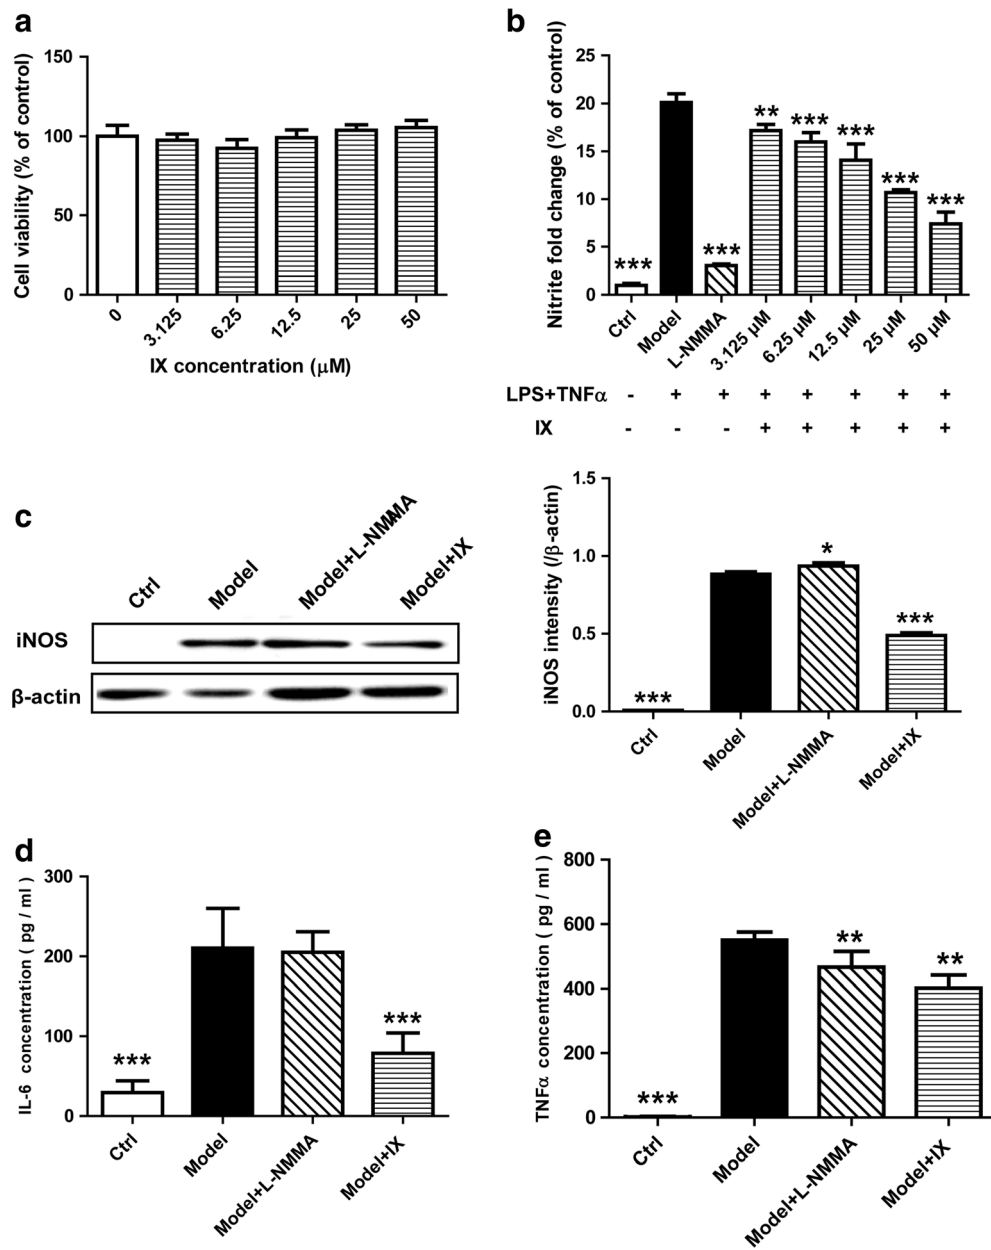 a
Cell viability (% of control)
150
100
50
0
0
3.125
6.25
12.5
25
50
IX concentration (μM)
b
Nitrite fold change (% of control)
25
20
15
10
5
0
***
***
**
***
***
***
***
Ctrl
Model
L-NMMA
3.125 μM
6.25 μM
12.5 μM
25 μM
50 μM
LPS+TNFα - + + + + + + +
IX - - - + + + + +
c
Ctrl
Model
Model+L-NMMA
Model+IX
iNOS
β-actin
iNOS intensity (/β-actin)
1.5
1.0
0.5
0.0
***
*
***
Ctrl
Model
Model+L-NMMA
Model+IX
d
IL-6 concentration ( pg / ml )
300
200
100
0
***
***
Ctrl
Model
Model+L-NMMA
Model+IX
e
TNFα concentration ( pg / ml )
800
600
400
200
0
***
**
**
Ctrl
Model
Model+L-NMMA
Model+IX